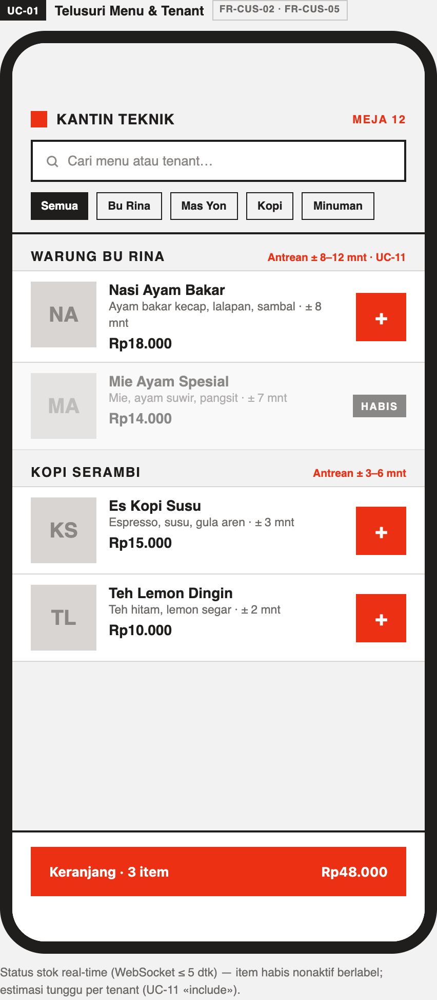 UC-01 Telusuri Menu & Tenant FR-CUS-02 · FR-CUS-05
KANTIN TEKNIK MEJA 12
Cari menu atau tenant...
Semua Bu Rina Mas Yon Kopi Minuman
WARUNG BU RINA Antrean ± 8–12 mnt · UC-11
NA
Nasi Ayam Bakar
Ayam bakar kecap, lalapan, sambal · ± 8
mnt
Rp18.000
+
MA
Mie Ayam Spesial
Mie, ayam suwir, pangsit · ± 7 mnt
Rp14.000
HABIS
KOPI SERAMBI Antrean ± 3–6 mnt
KS
Es Kopi Susu
Espresso, susu, gula aren · ± 3 mnt
Rp15.000
+
TL
Teh Lemon Dingin
Teh hitam, lemon segar · ± 2 mnt
Rp10.000
+
Keranjang · 3 item Rp48.000
Status stok real-time (WebSocket ≤ 5 dtk) — item habis nonaktif berlabel;
estimasi tunggu per tenant (UC-11 «include»).